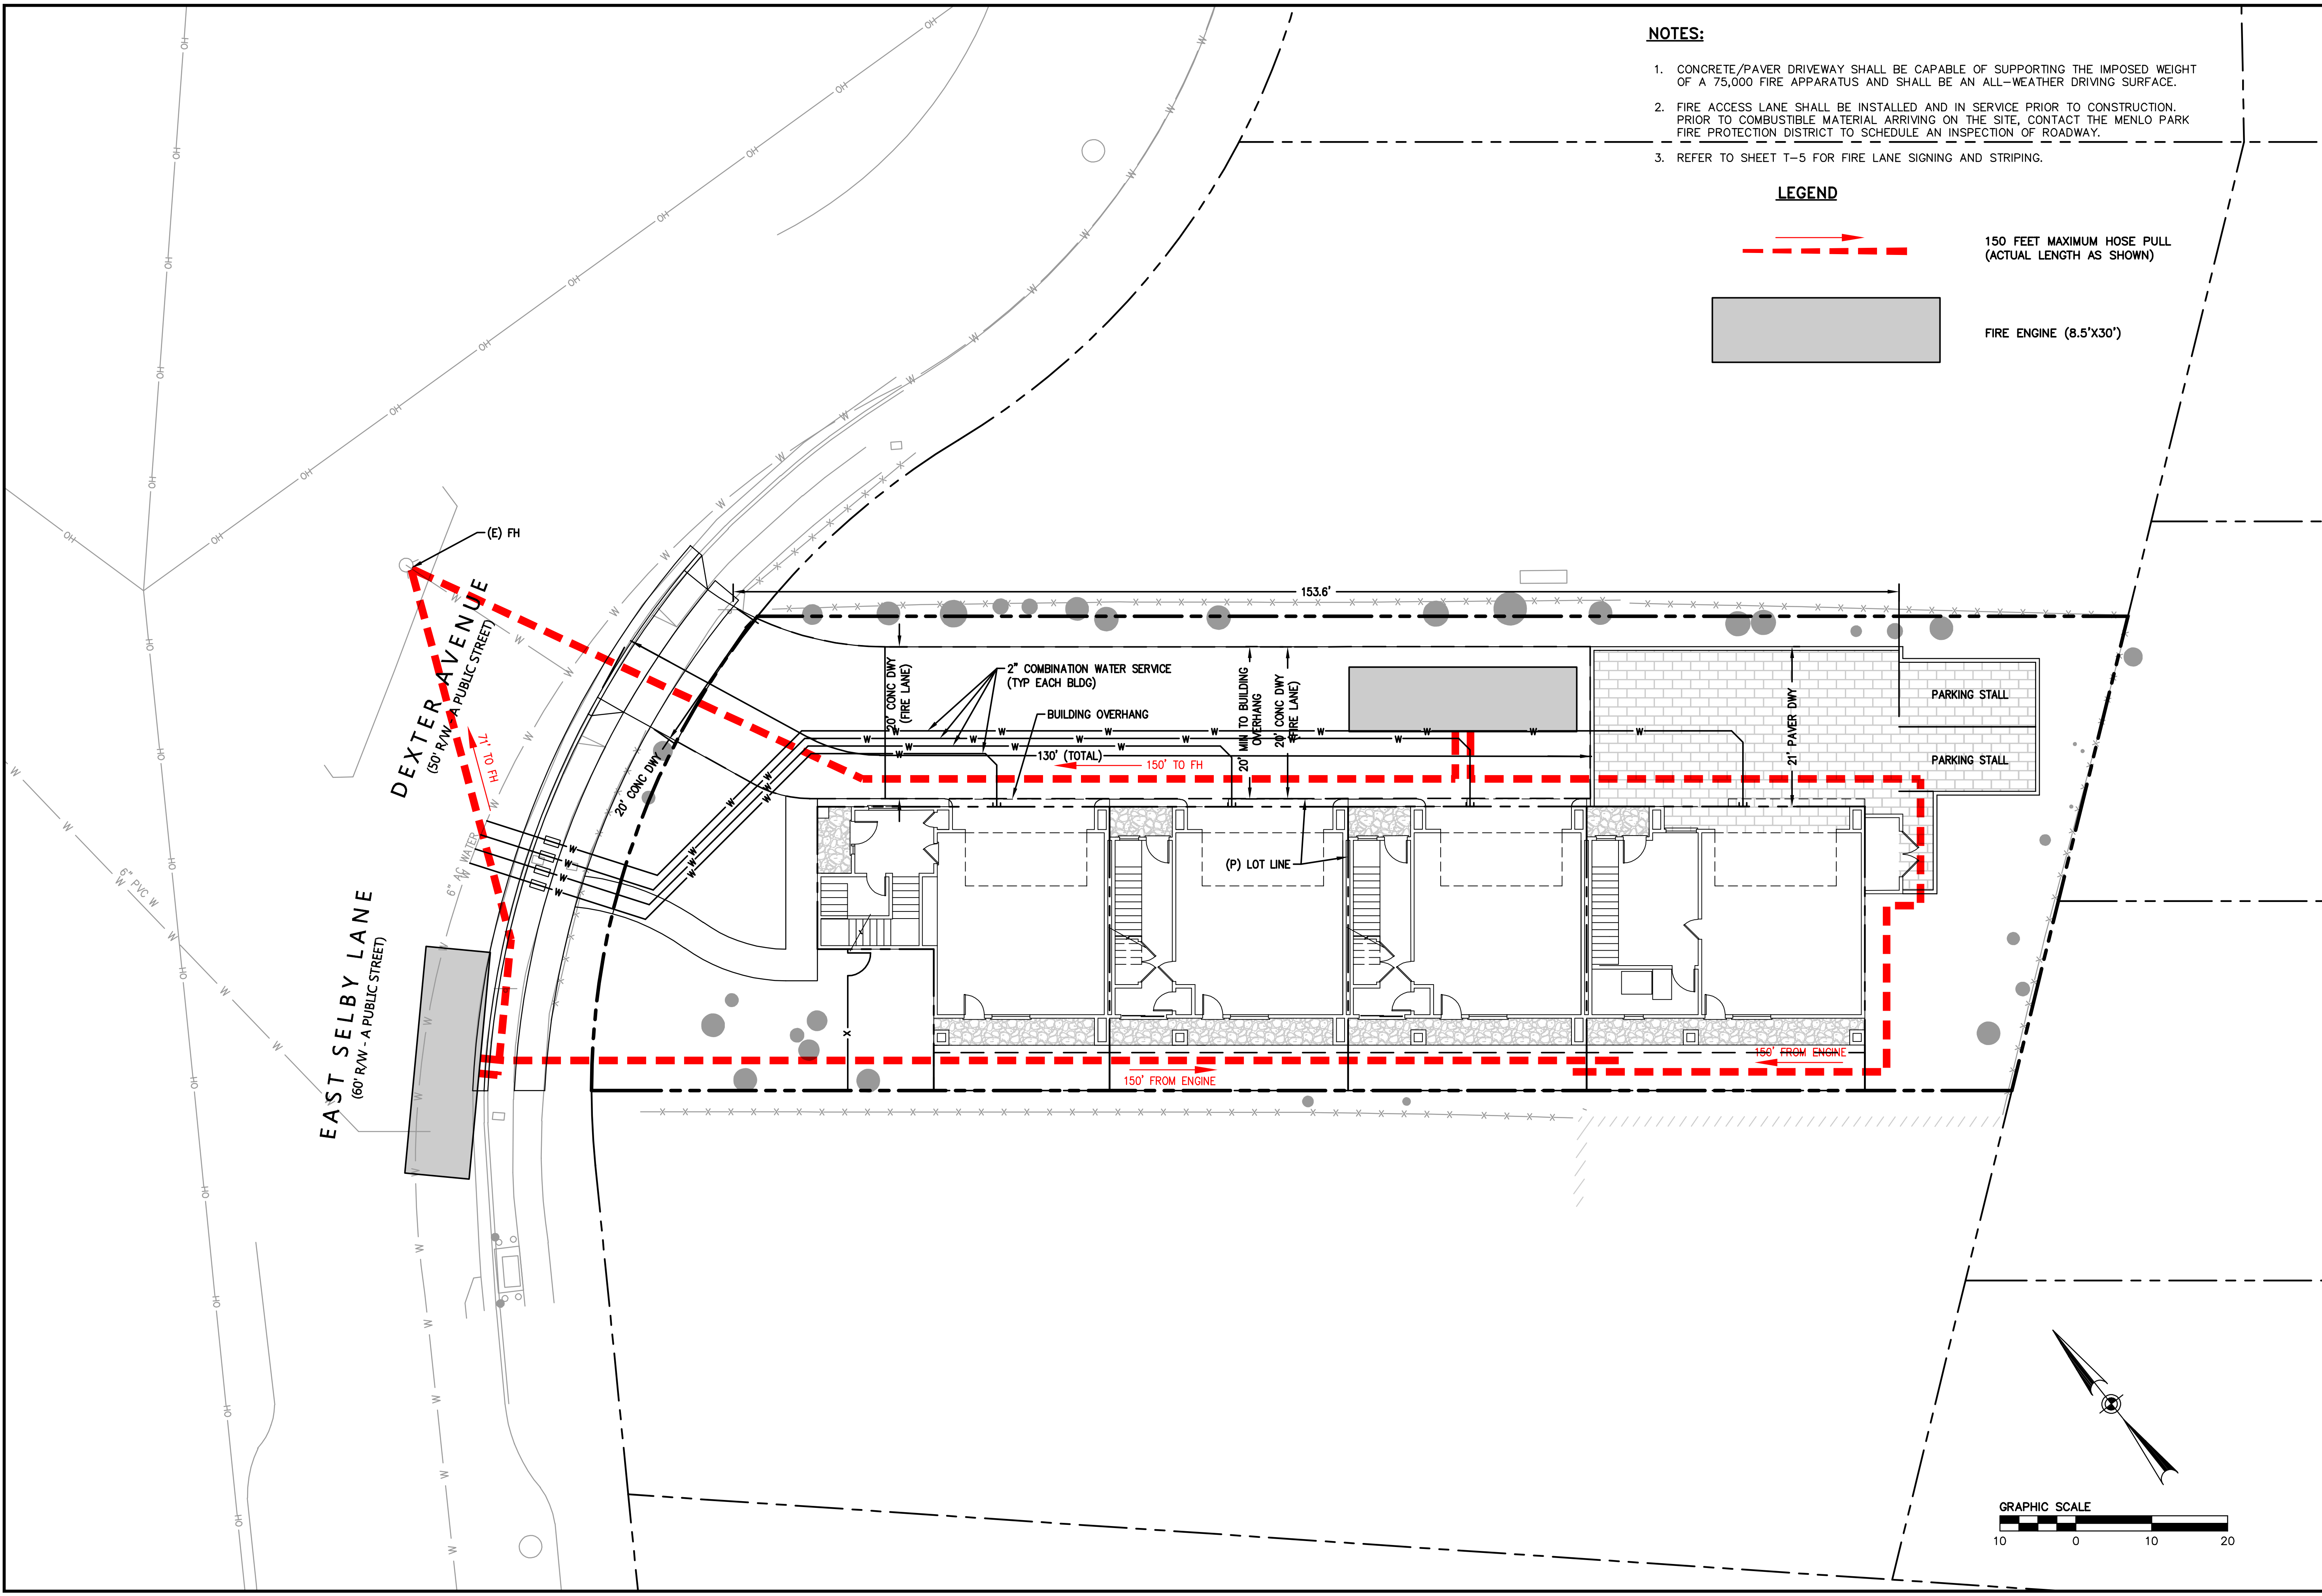 NOTES:
1. CONCRETE/PAVER DRIVEWAY SHALL BE CAPABLE OF SUPPORTING THE IMPOSED WEIGHT
OF A 75,000 FIRE APPARATUS AND SHALL BE AN ALL-WEATHER DRIVING SURFACE.
2. FIRE ACCESS LANE SHALL BE INSTALLED AND IN SERVICE PRIOR TO CONSTRUCTION.
PRIOR TO COMBUSTIBLE MATERIAL ARRIVING ON THE SITE, CONTACT THE MENLO PARK
FIRE PROTECTION DISTRICT TO SCHEDULE AN INSPECTION OF ROADWAY.
3. REFER TO SHEET T-5 FOR FIRE LANE SIGNING AND STRIPING.
LEGEND
150 FEET MAXIMUM HOSE PULL
(ACTUAL LENGTH AS SHOWN)
FIRE ENGINE (8.5'X30')
(E) FH
DEXTER AVENUE
(50' R/W - A PUBLIC STREET)
71' TO FH
153.6'
20' CONC DWY
(FIRE LANE)
2" COMBINATION WATER SERVICE
(TYP EACH BLDG)
BUILDING OVERHANG
20' MIN TO BUILDING
OVERHANG
20' CONC DWY
(FIRE LANE)
21' PAVER DWY
PARKING STALL
PARKING STALL
130' (TOTAL)
150' TO FH
20' CONC DWY
(P) LOT LINE
6" AC WATER
6" PVC W
EAST SELBY LANE
(60' R/W - A PUBLIC STREET)
150' FROM ENGINE
150' FROM ENGINE
GRAPHIC SCALE
10 0 10 20